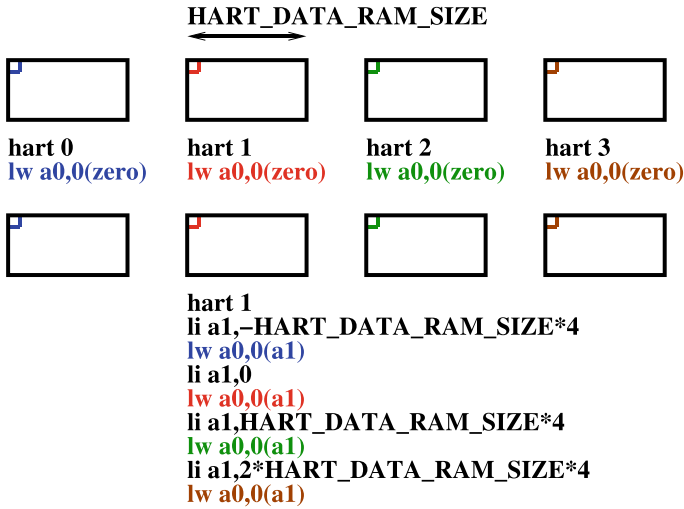 HART_DATA_RAM_SIZE
hart 0 hart 1 hart 2 hart 3
lw a0,0(zero) lw a0,0(zero) lw a0,0(zero) lw a0,0(zero)
hart 1
li a1,−HART_DATA_RAM_SIZE*4
lw a0,0(a1)
li a1,0
lw a0,0(a1)
li a1,HART_DATA_RAM_SIZE*4
lw a0,0(a1)
li a1,2*HART_DATA_RAM_SIZE*4
lw a0,0(a1)